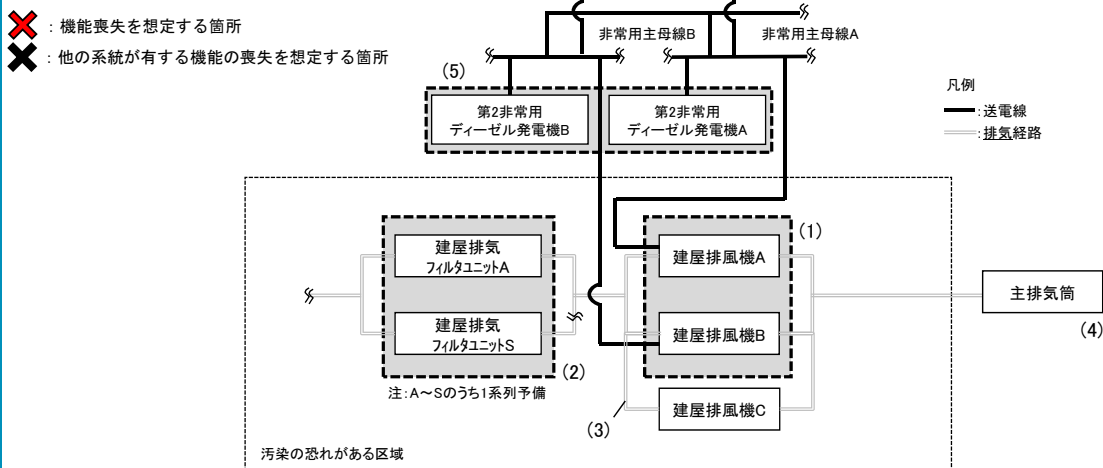 ：機能喪失を想定する箇所
：他の系統が有する機能の喪失を想定する箇所
非常用主母線B
非常用主母線A
(5)
第2非常用
ディーゼル発電機B
第2非常用
ディーゼル発電機A
凡例
：送電線
：排気経路
建屋排気
フィルタユニットA
建屋排気
フィルタユニットS
(2)
注：A～Sのうち1系列予備
(1)
建屋排風機A
建屋排風機B
建屋排風機C
(3)
主排気筒
(4)
汚染の恐れがある区域